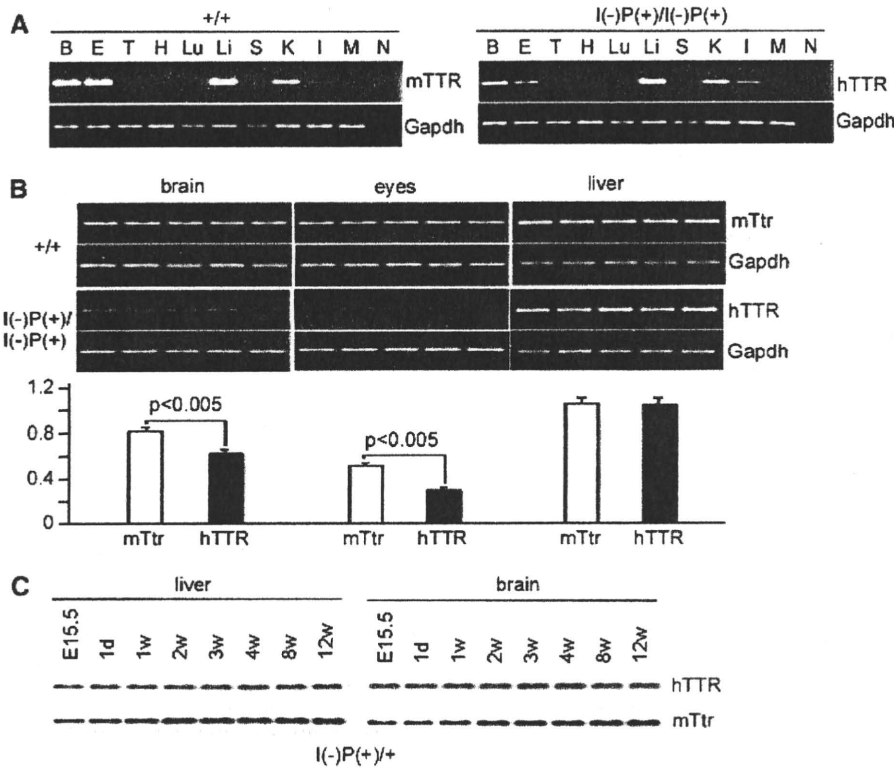 A
+/+
B E T H Lu Li S K I M N
mTTR
Gapdh
I(-)P(+)/I(-)P(+)
B E T H Lu Li S K I M N
hTTR
Gapdh
B
brain eyes liver
+/+
mTtr
Gapdh
I(-)P(+)/
I(-)P(+)
hTTR
Gapdh
1.2
0.8
0.4
0
p<0.005
p<0.005
mTtr hTTR mTtr hTTR mTtr hTTR
C
liver brain
E15.5 1d 1w 2w 3w 4w 8w 12w E15.5 1d 1w 2w 3w 4w 8w 12w
hTTR
mTtr
I(-)P(+)/+